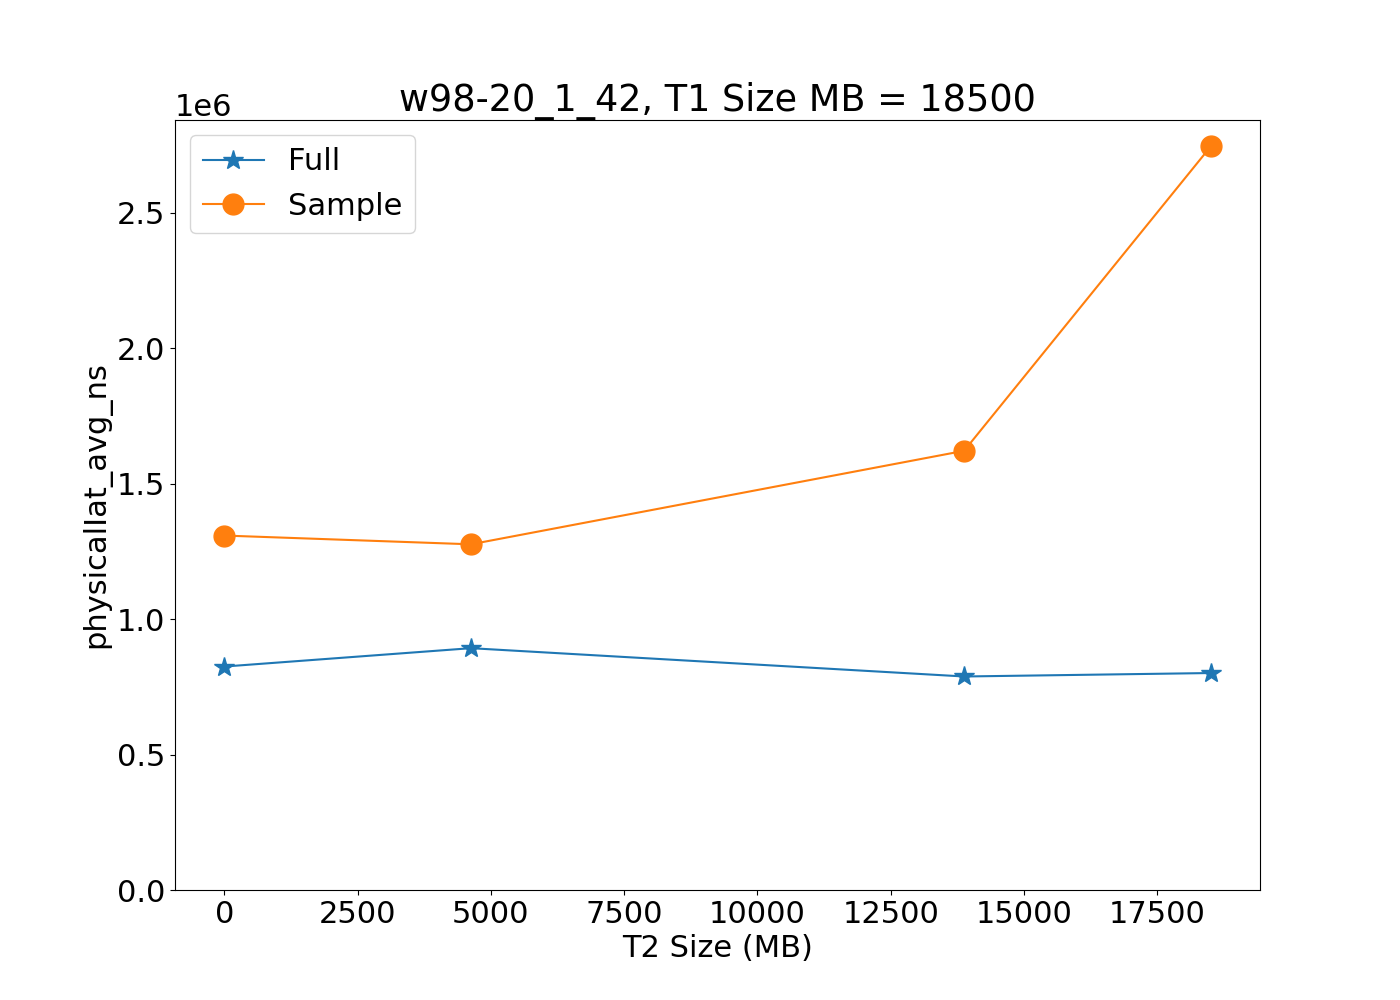 w98-20_1_42, T1 Size MB = 18500
1e6
Full
Sample
2.5
2.0
1.5
1.0
0.5
0.0
physicallat_avg_ns
0 2500 5000 7500 10000 12500 15000 17500
T2 Size (MB)